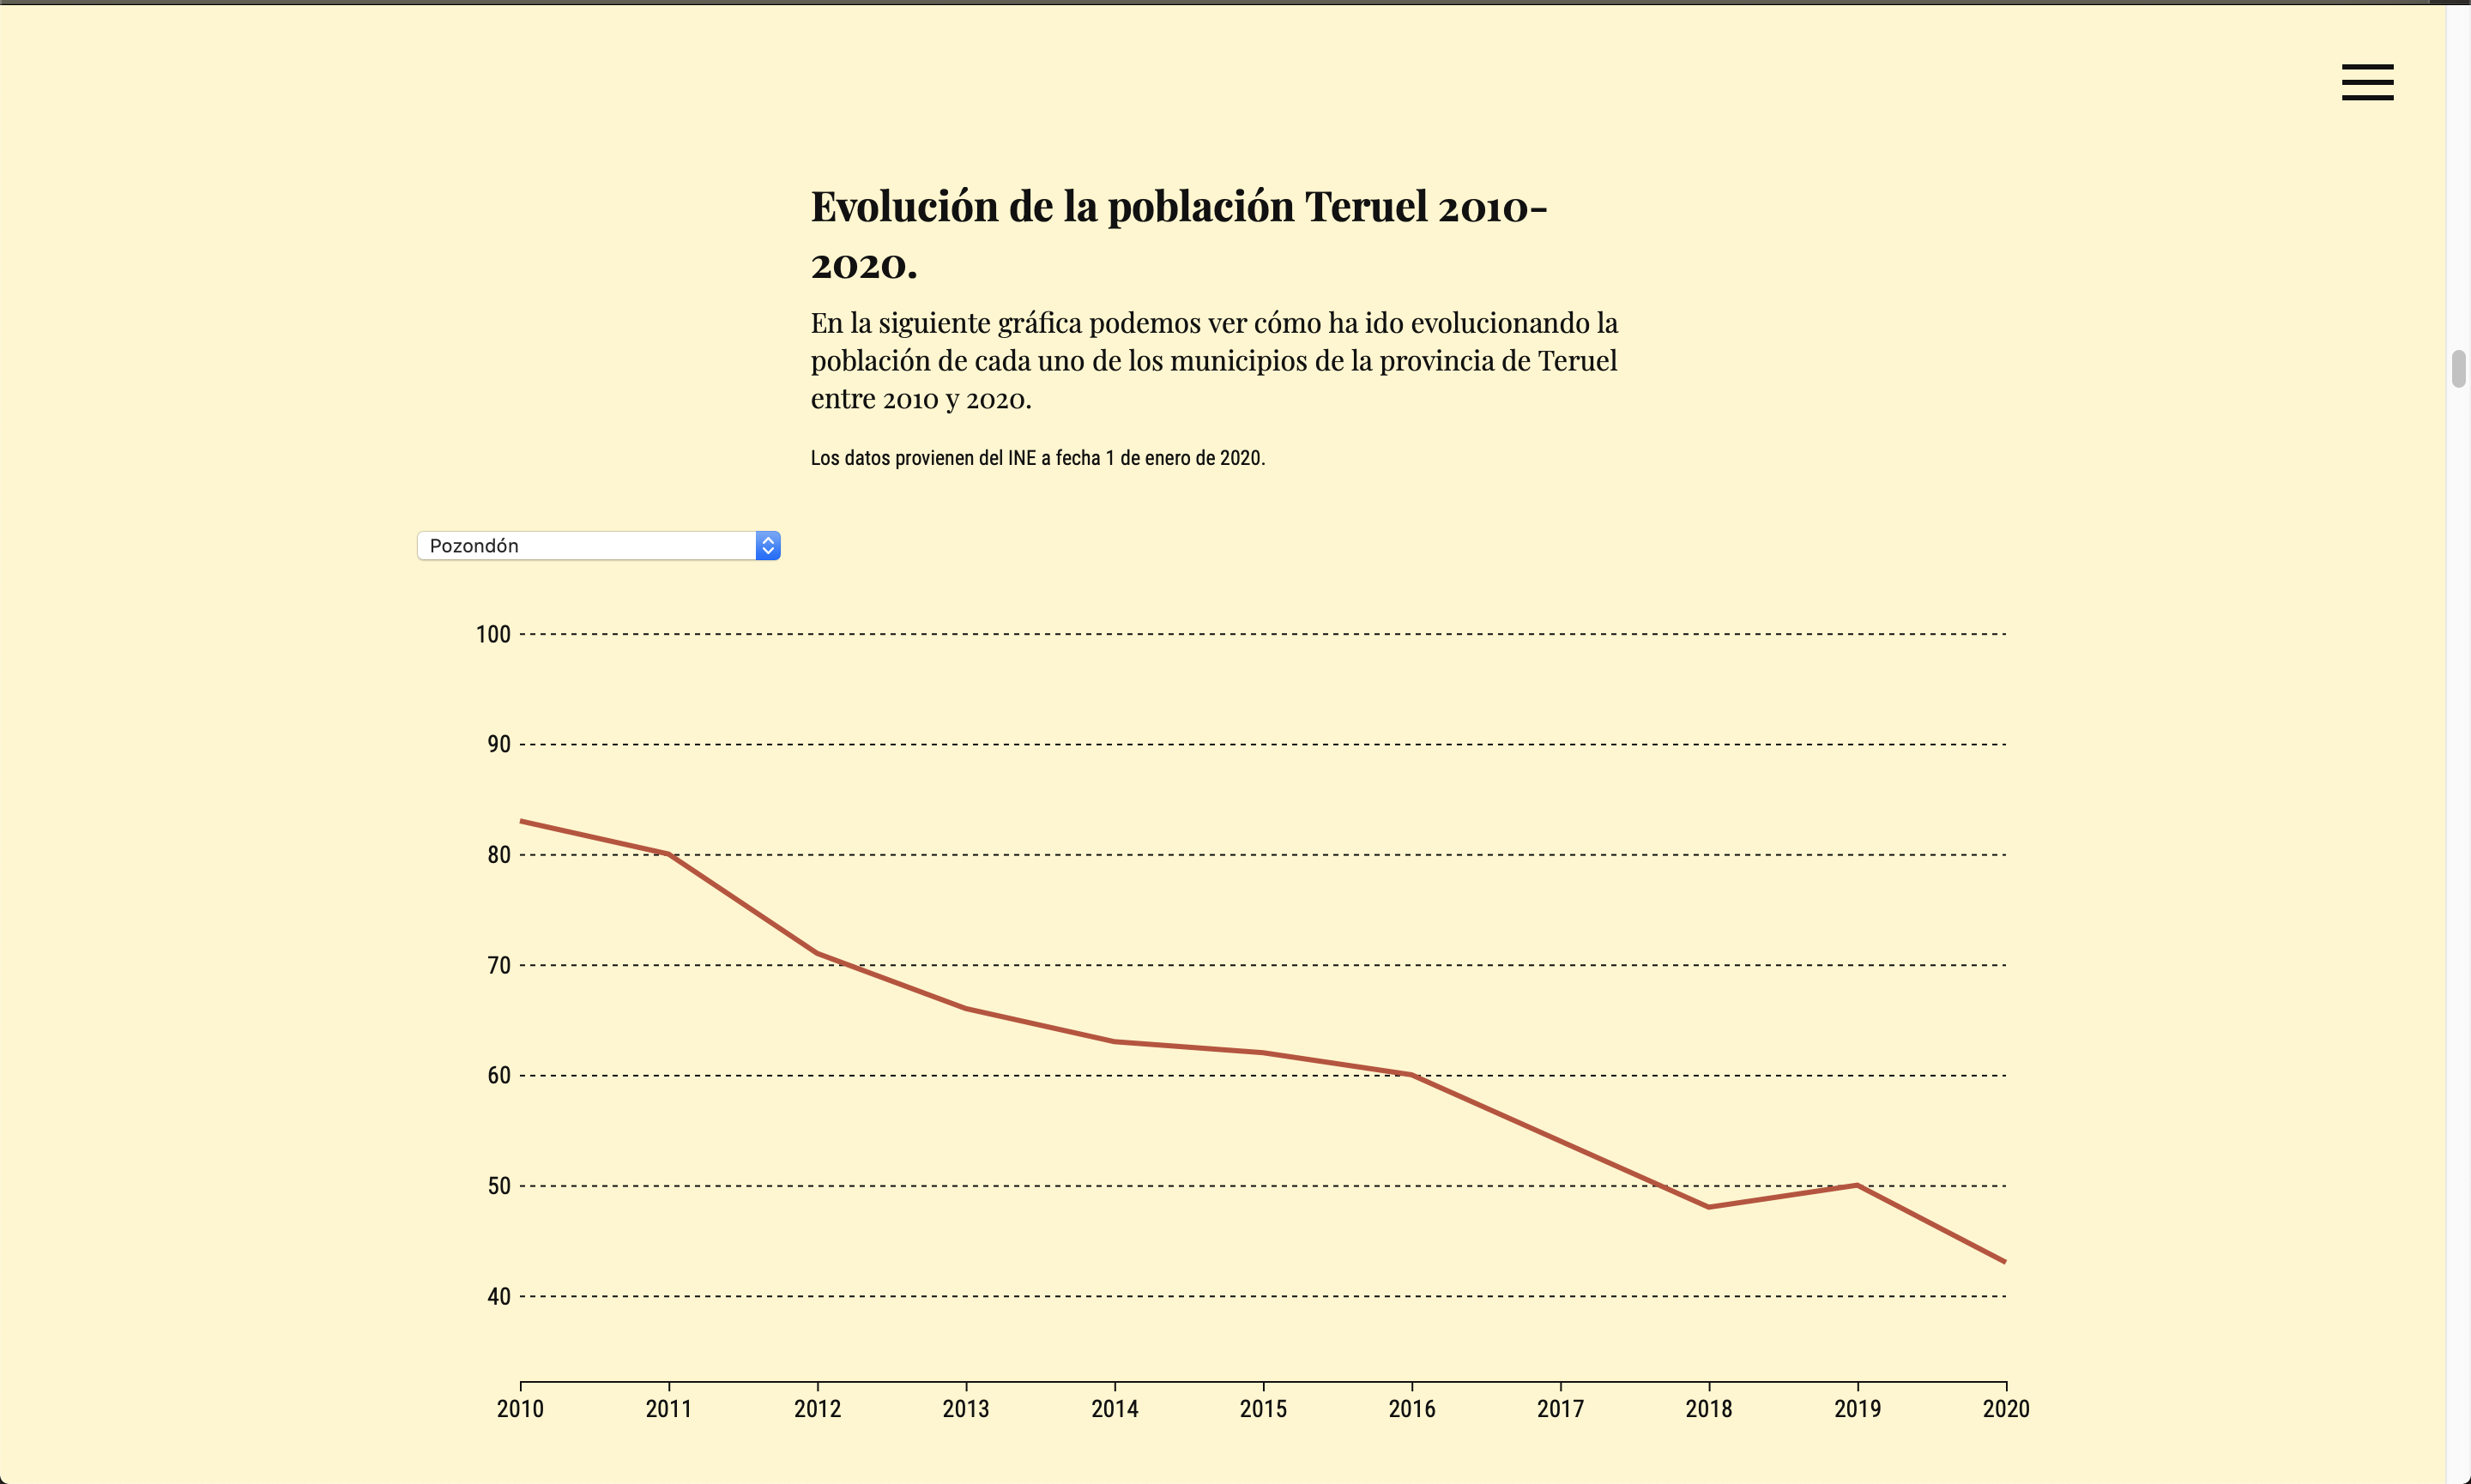 Evolución de la población Teruel 2010-
2020.
En la siguiente gráfica podemos ver cómo ha ido evolucionando la
población de cada uno de los municipios de la provincia de Teruel
entre 2010 y 2020.
Los datos provienen del INE a fecha 1 de enero de 2020.
Pozondón
100
90
80
70
60
50
40
2010 2011 2012 2013 2014 2015 2016 2017 2018 2019 2020